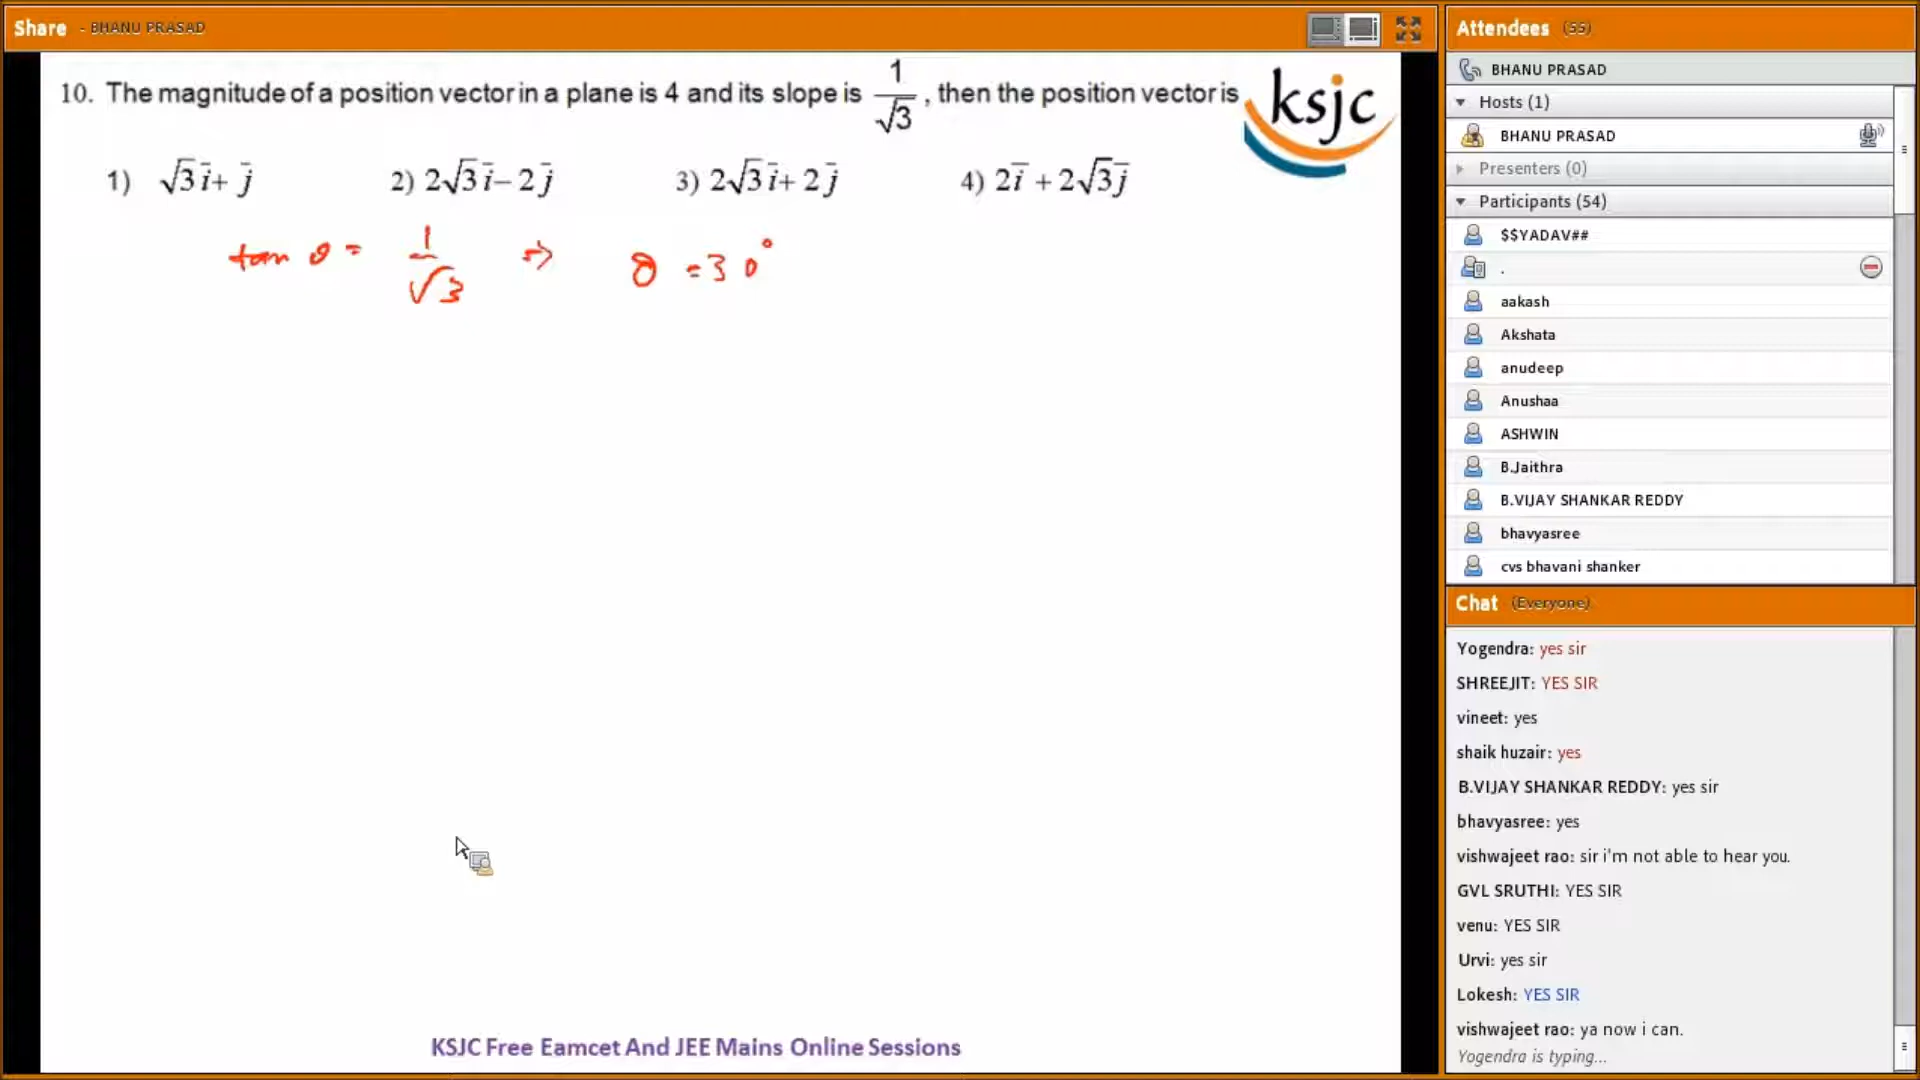 Share - BHANU PRASAD
10. The magnitude of a position vector in a plane is 4 and its slope is 1/√3, then the position vector is
ksjc
1) √3 i̅ + j̅ 2) 2√3 i̅ − 2 j̅ 3) 2√3 i̅ + 2 j̅ 4) 2 i̅ + 2√3 j̅
tan θ = 1/√3 ⇒ θ = 30°
KSJC Free Eamcet And JEE Mains Online Sessions
Attendees (55)
BHANU PRASAD
Hosts (1)
BHANU PRASAD
Presenters (0)
Participants (54)
$$YADAV##
.
aakash
Akshata
anudeep
Anushaa
ASHWIN
B.Jaithra
B.VIJAY SHANKAR REDDY
bhavyasree
cvs bhavani shanker
Chat (Everyone)
Yogendra: yes sir
SHREEJIT: YES SIR
vineet: yes
shaik huzair: yes
B.VIJAY SHANKAR REDDY: yes sir
bhavyasree: yes
vishwajeet rao: sir i'm not able to hear you.
GVL SRUTHI: YES SIR
venu: YES SIR
Urvi: yes sir
Lokesh: YES SIR
vishwajeet rao: ya now i can.
Yogendra is typing...